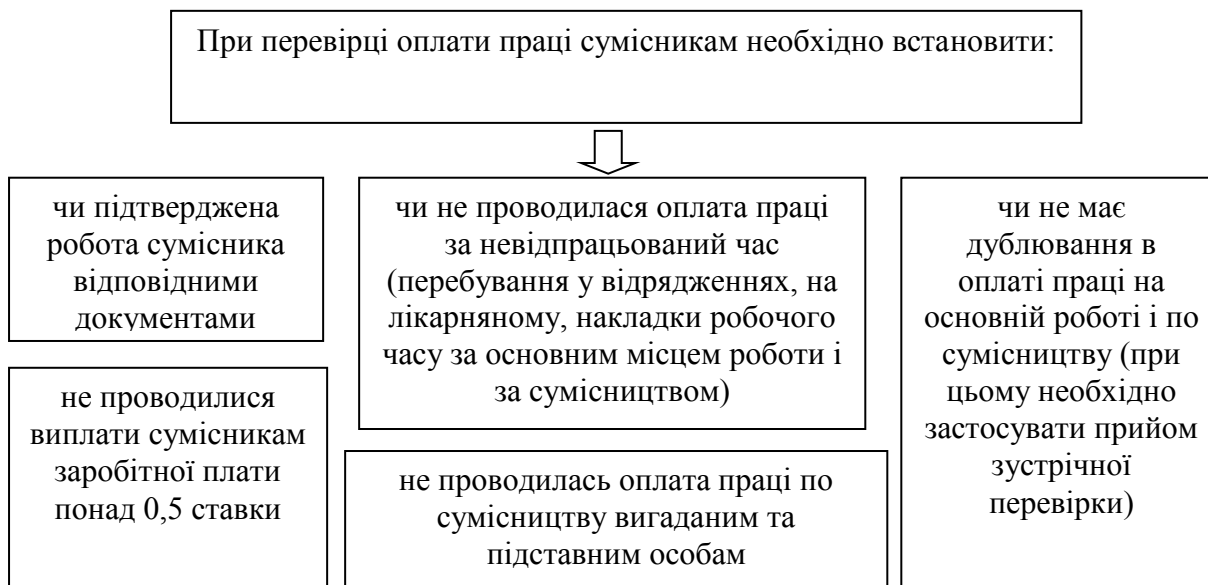 При перевірці оплати праці сумісникам необхідно встановити:
чи підтверджена
робота сумісника
відповідними
документами
чи не проводилася оплата праці
за невідпрацьований час
(перебування у відрядженнях, на
лікарняному, накладки робочого
часу за основним місцем роботи і
за сумісництвом)
чи не має
дублювання в
оплаті праці на
основній роботі і по
сумісництву (при
цьому необхідно
застосувати прийом
зустрічної
перевірки)
не проводилися
виплати сумісникам
заробітної плати
понад 0,5 ставки
не проводилась оплата праці по
сумісництву вигаданим та
підставним особам